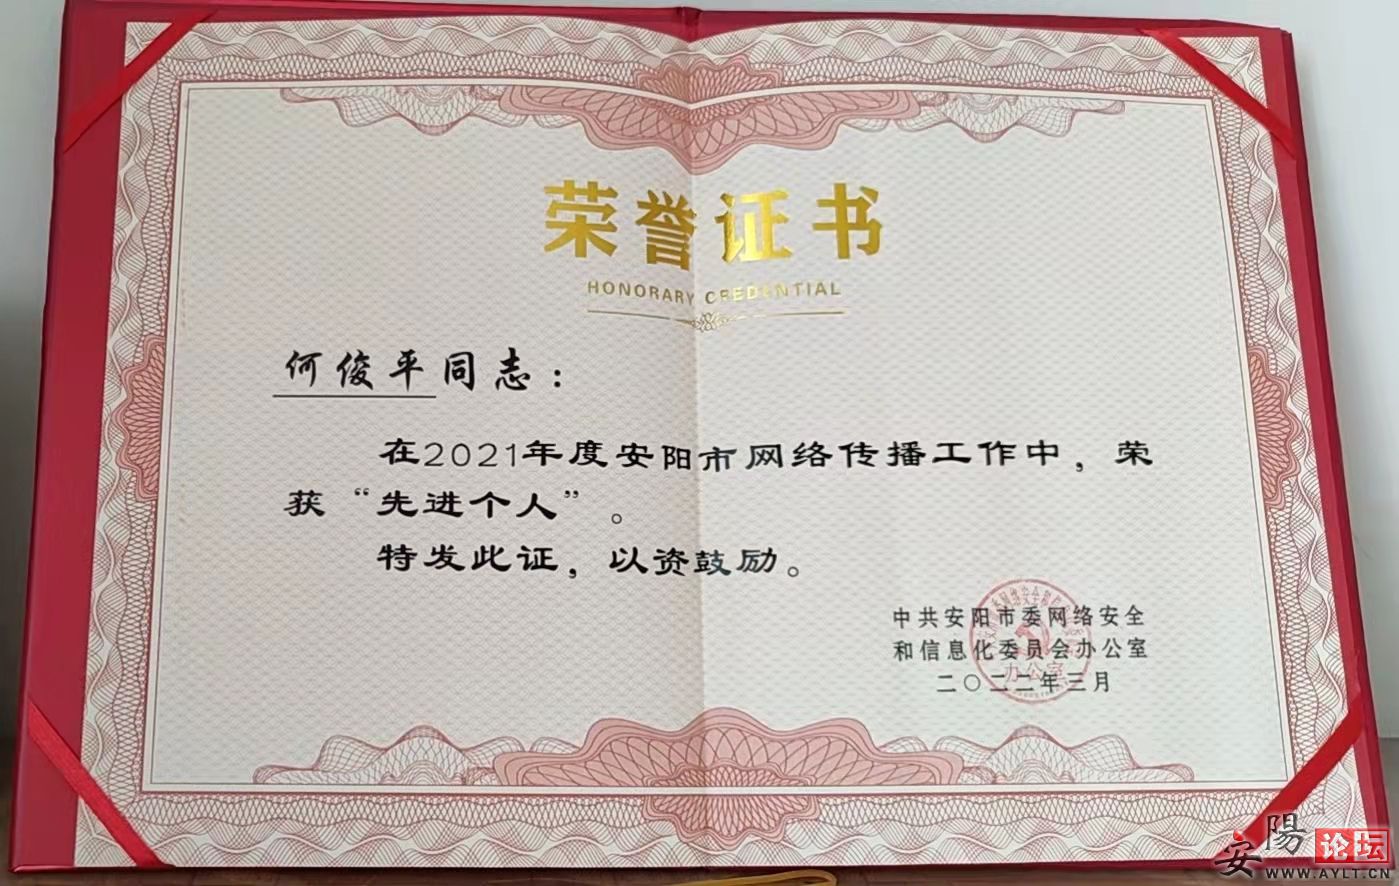 荣誉证书
HONORARY CREDENTIAL
何俊平同志：
在2021年度安阳市网络传播工作中，荣
获“先进个人”。
特发此证，以资鼓励。
中共安阳市委网络安全
和信息化委员会办公室
二〇二二年三月
办公室
安陽论坛
WWW.AYLT.CN